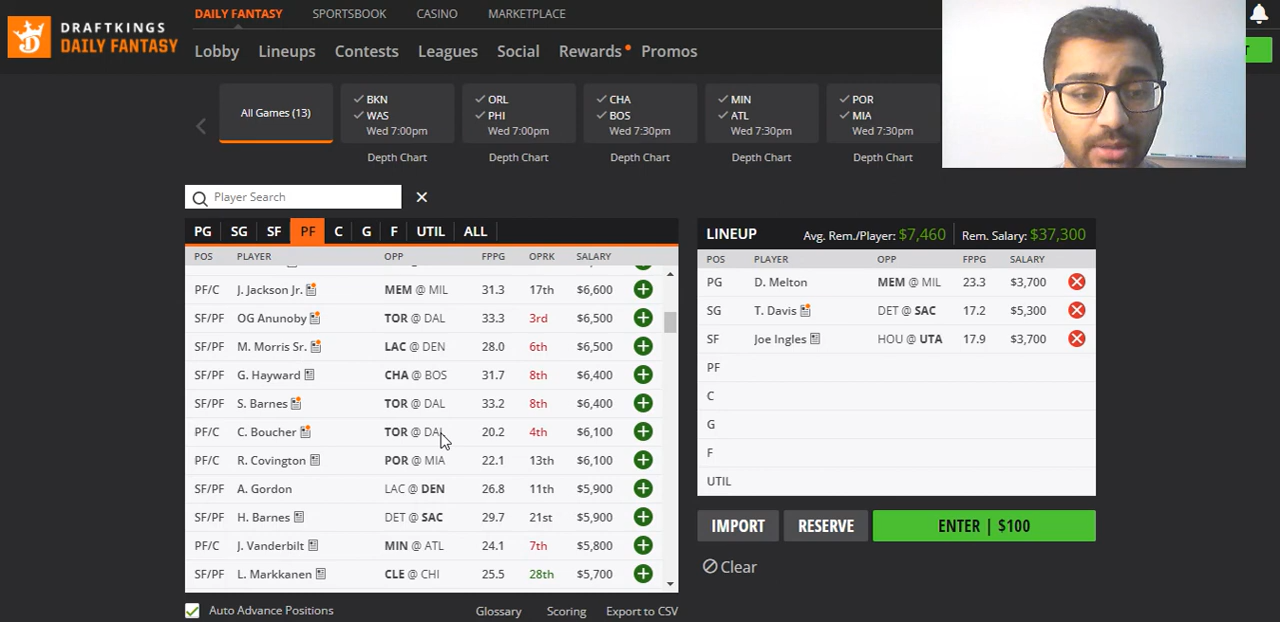 DAILY FANTASY SPORTSBOOK CASINO MARKETPLACE
DRAFTKINGS
DAILY FANTASY
Lobby Lineups Contests Leagues Social Rewards Promos
All Games (13)
BKN
WAS
Wed 7:00pm
Depth Chart
ORL
PHI
Wed 7:00pm
Depth Chart
CHA
BOS
Wed 7:30pm
Depth Chart
MIN
ATL
Wed 7:30pm
Depth Chart
POR
MIA
Wed 7:30pm
Depth Chart
Player Search
PG SG SF PF C G F UTIL ALL
POS PLAYER OPP FPPG OPRK SALARY
PF/C J. Jackson Jr. MEM @ MIL 31.3 17th $6,600
SF/PF OG Anunoby TOR @ DAL 33.3 3rd $6,500
SF/PF M. Morris Sr. LAC @ DEN 28.0 6th $6,500
SF/PF G. Hayward CHA @ BOS 31.7 8th $6,400
SF/PF S. Barnes TOR @ DAL 33.2 8th $6,400
PF/C C. Boucher TOR @ DAL 20.2 4th $6,100
PF/C R. Covington POR @ MIA 22.1 13th $6,100
SF/PF A. Gordon LAC @ DEN 26.8 11th $5,900
SF/PF H. Barnes DET @ SAC 29.7 21st $5,900
PF/C J. Vanderbilt MIN @ ATL 24.1 7th $5,800
SF/PF L. Markkanen CLE @ CHI 25.5 28th $5,700
Auto Advance Positions Glossary Scoring Export to CSV
LINEUP Avg. Rem./Player: $7,460 Rem. Salary: $37,300
POS PLAYER OPP FPPG SALARY
PG D. Melton MEM @ MIL 23.3 $3,700
SG T. Davis DET @ SAC 17.2 $5,300
SF Joe Ingles HOU @ UTA 17.9 $3,700
PF
C
G
F
UTIL
IMPORT RESERVE ENTER | $100
Clear